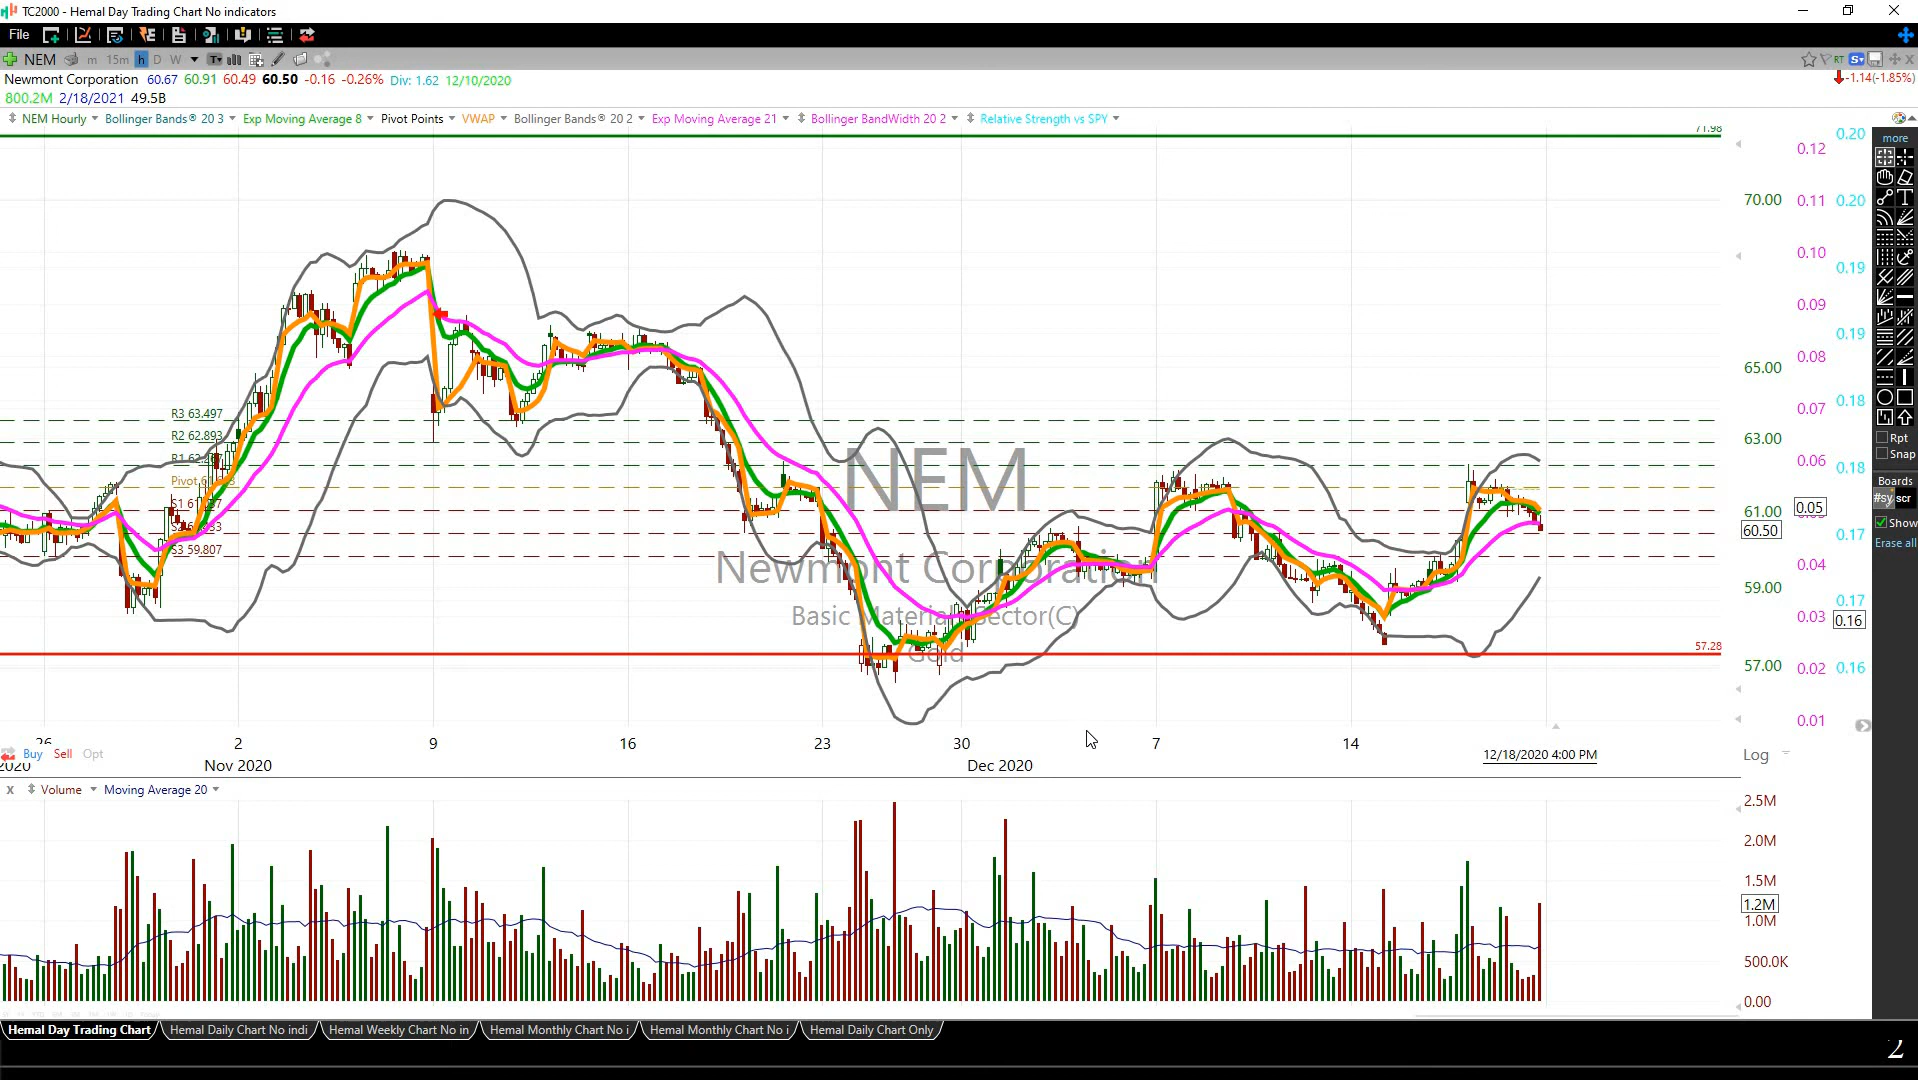 TC2000 - Hemal Day Trading Chart No indicators
File
NEM m 15m h D W T
RT S
Newmont Corporation 60.67 60.91 60.49 60.50 -0.16 -0.26% Div: 1.62 12/10/2020
-1.14(-1.85%)
800.2M 2/18/2021 49.5B
NEM Hourly Bollinger Bands® 20 3 Exp Moving Average 8 Pivot Points VWAP Bollinger Bands® 20 2 Exp Moving Average 21 Bollinger BandWidth 20 2 Relative Strength vs SPY
71.98
0.20
more
0.12
70.00 0.11 0.20
0.10
0.19
0.09
0.19
0.08
65.00
0.18
0.07
R3 63.497
R2 62.893
63.00
Rpt
Snap
R1
0.06 0.18
Pivot
Boards
#sy scr
S1
61.00 0.05
Show
60.50
0.17
Erase all
S3 59.807
0.04
59.00
0.17
0.03 0.16
57.28
57.00
0.02 0.16
0.01
NEM
Newmont Corporation
Gold
26 2 9 16 23 30 7 14
Buy Sell Opt
12/18/2020 4:00 PM
Log
2020 Nov 2020 Dec 2020
x Volume Moving Average 20
2.5M
2.0M
1.5M
1.2M
1.0M
500.0K
0.00
Hemal Day Trading Chart Hemal Daily Chart No indi Hemal Weekly Chart No in Hemal Monthly Chart No i Hemal Monthly Chart No i Hemal Daily Chart Only
2